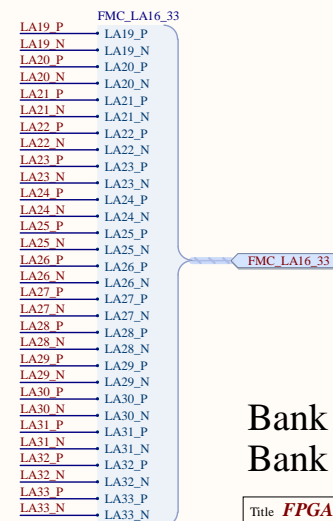 FMC_LA16_33
LA19_P LA19_P
LA19_N LA19_N
LA20_P LA20_P
LA20_N LA20_N
LA21_P LA21_P
LA21_N LA21_N
LA22_P LA22_P
LA22_N LA22_N
LA23_P LA23_P
LA23_N LA23_N
LA24_P LA24_P
LA24_N LA24_N
LA25_P LA25_P
LA25_N LA25_N
LA26_P LA26_P
FMC_LA16_33
LA26_N LA26_N
LA27_P LA27_P
LA27_N LA27_N
LA28_P LA28_P
LA28_N LA28_N
LA29_P LA29_P
LA29_N LA29_N
LA30_P LA30_P
LA30_N LA30_N
LA31_P LA31_P
LA31_N LA31_N
LA32_P LA32_P
LA32_N LA32_N
LA33_P LA33_P
LA33_N LA33_N
Bank
Bank
Title FPGA